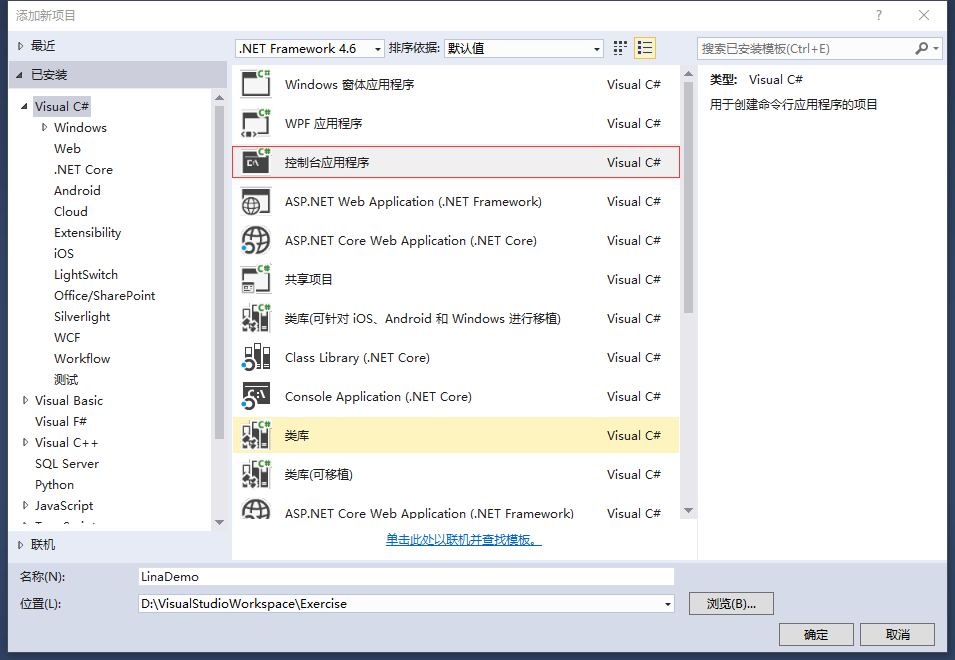 添加新项目
?
最近
.NET Framework 4.6
排序依据:
默认值
搜索已安装模板(Ctrl+E)
已安装
Visual C#
Windows
Web
.NET Core
Android
Cloud
Extensibility
iOS
LightSwitch
Office/SharePoint
Silverlight
WCF
Workflow
测试
Visual Basic
Visual F#
Visual C++
SQL Server
Python
JavaScript
联机
Windows 窗体应用程序 Visual C#
WPF 应用程序 Visual C#
控制台应用程序 Visual C#
ASP.NET Web Application (.NET Framework) Visual C#
ASP.NET Core Web Application (.NET Core) Visual C#
共享项目 Visual C#
类库(可针对 iOS、Android 和 Windows 进行移植) Visual C#
Class Library (.NET Core) Visual C#
Console Application (.NET Core) Visual C#
类库 Visual C#
类库(可移植) Visual C#
ASP.NET Core Web Application (.NET Framework) Visual C#
单击此处以联机并查找模板。
类型: Visual C#
用于创建命令行应用程序的项目
名称(N): LinaDemo
位置(L): D:\VisualStudioWorkspace\Exercise
浏览(B)...
确定
取消